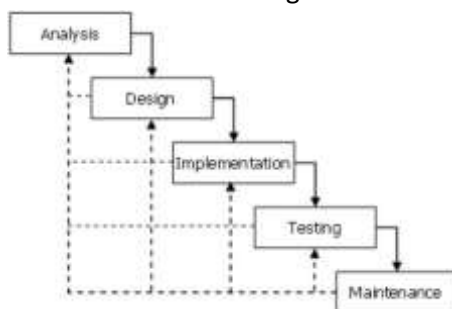 Analysis
Design
Implementation
Testing
Maintenance